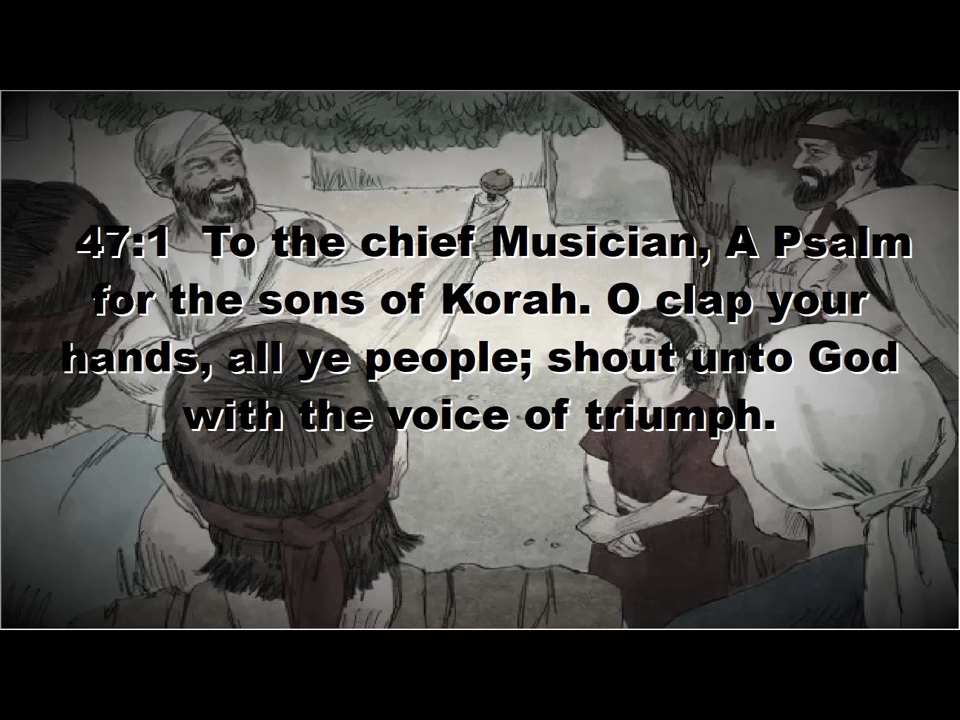 47:1 To the chief Musician, A Psalm
for the sons of Korah. O clap your
hands, all ye people; shout unto God
with the voice of triumph.